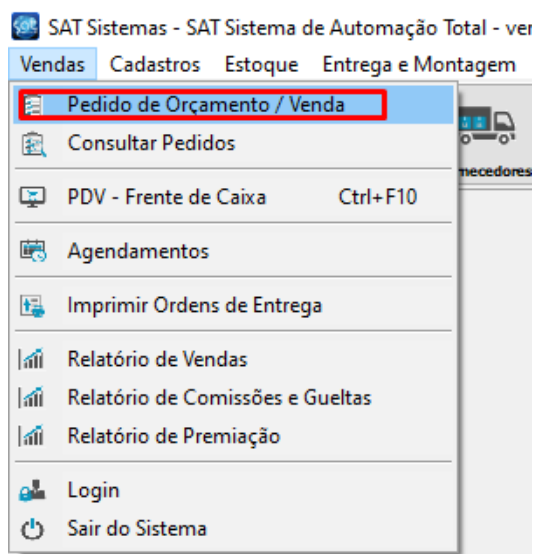 SAT Sistemas - SAT Sistema de Automação Total - ver
Vendas Cadastros Estoque Entrega e Montagem
Pedido de Orçamento / Venda
Consultar Pedidos
necedores
PDV - Frente de Caixa Ctrl+F10
Agendamentos
Imprimir Ordens de Entrega
Relatório de Vendas
Relatório de Comissões e Gueltas
Relatório de Premiação
Login
Sair do Sistema